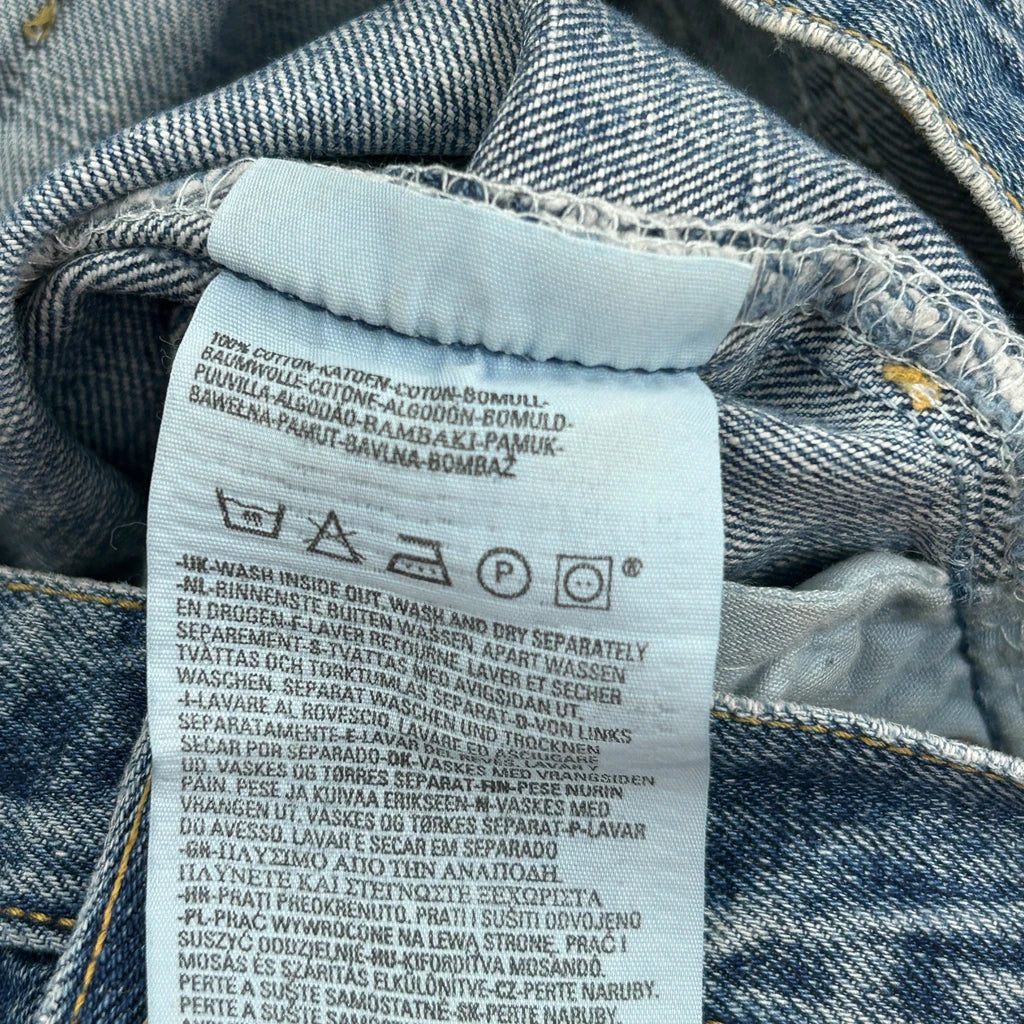 100% COTTON-KATOEN-COTON-BOMULL-
BAUMWOLLE-COTONE-ALGODÓN-BOMULD-
PUUVILLA-ALGODÃO-BAMBAKI-PAMUK-
BAWEŁNA-PAMUT-BAVLNA-BOMBAŽ
40
P
®
-UK-WASH INSIDE OUT. WASH AND DRY SEPARATELY
-NL-BINNENSTE BUITEN WASSEN, APART WASSEN
EN DROGEN-F-LAVER RETOURNE, LAVER ET SECHER
SEPAREMENT-S-TVÄTTAS MED AVIGSIDAN UT,
TVÄTTAS OCH TORKTUMLAS SEPARAT-D-VON LINKS
WASCHEN. SEPARAT WASCHEN UND TROCKNEN
-I-LAVARE AL ROVESCIO, LAVARE ED ASCIUGARE
SEPARATAMENTE-E-LAVAR DEL REVES. LAVAR Y
SECAR POR SEPARADO-DK-VASKES MED VRANGSIDEN
UD. VASKES OG TØRRES SEPARAT-FIN-PESE NURIN
PÄIN. PESE JA KUIVAA ERIKSEEN-N-VASKES MED
VRANGEN UT. VASKES OG TØRKES SEPARAT-P-LAVAR
DO AVESSO, LAVAR E SECAR EM SEPARADO
-GR-ΠΛΥΣΙΜΟ ΑΠΟ ΤΗΝ ΑΝΑΠΟΔΗ.
ΠΛΥΝΕΤΕ ΚΑΙ ΣΤΕΓΝΩΣΤΕ ΞΕΧΩΡΙΣΤΑ
-HR-PRATI PREOKRENUTO. PRATI I SUŠITI ODVOJENO
-PL-PRAĆ WYWRÓCONE NA LEWĄ STRONĘ. PRAĆ I
SUSZYĆ ODDZIELNIE-HU-KIFORDÍTVA MOSANDÓ.
MOSÁS ÉS SZÁRÍTÁS ELKÜLÖNÍTVE-CZ-PERTE NARUBY.
PERTE A SUŠTE SAMOSTATNĚ-SK-PERTE NARUBY.
PERTE A SUŠTE SAMOSTATNE